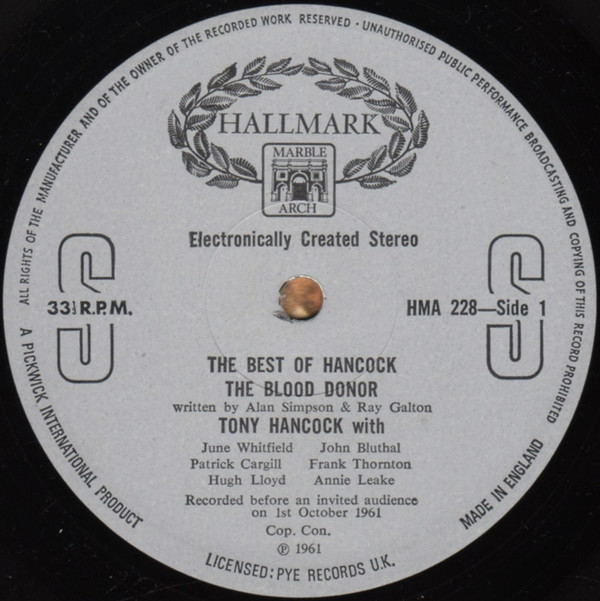 ALL RIGHTS OF THE MANUFACTURER AND OF THE OWNER OF THE RECORDED WORK RESERVED · UNAUTHORISED PUBLIC PERFORMANCE BROADCASTING AND COPYING OF THIS RECORD PROHIBITED
HALLMARK
MARBLE
ARCH
Electronically Created Stereo
S S
33⅓ R.P.M. HMA 228—Side 1
THE BEST OF HANCOCK
THE BLOOD DONOR
written by Alan Simpson & Ray Galton
TONY HANCOCK with
June Whitfield John Bluthal
Patrick Cargill Frank Thornton
Hugh Lloyd Annie Leake
Recorded before an invited audience
on 1st October 1961
Cop. Con.
℗ 1961
A PICKWICK INTERNATIONAL PRODUCT
LICENSED: PYE RECORDS U.K.
MADE IN ENGLAND